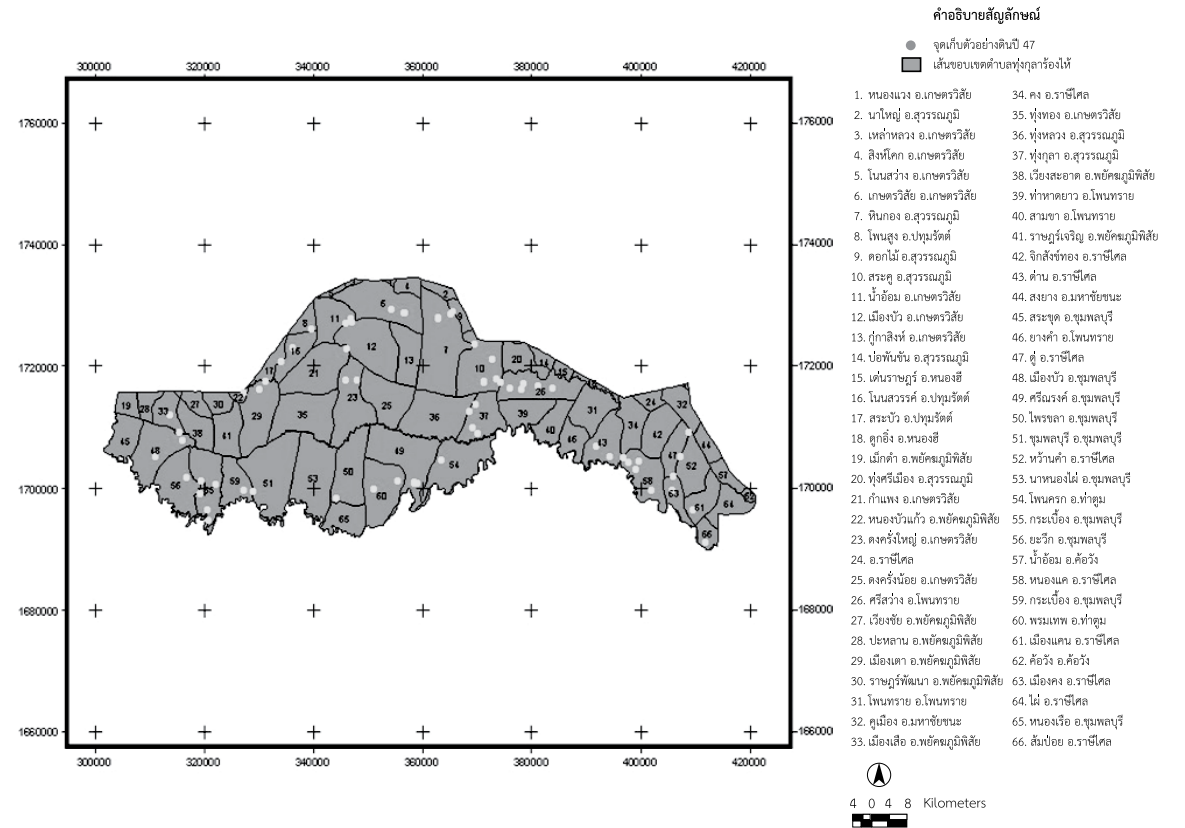 คำอธิบายสัญลักษณ์
จุดเก็บตัวอย่างดินปี 47
เส้นขอบเขตตำบลทุ่งกุลาร้องไห้
300000 320000 340000 360000 380000 400000 420000
1760000 176000
1740000 174000
1720000 172000
1700000 170000
1680000 168000
1660000 166000
300000 320000 340000 360000 380000 400000 420000
1. หนองแวง อ.เกษตรวิสัย
2. นาใหญ่ อ.สุวรรณภูมิ
3. เหล่าหลวง อ.เกษตรวิสัย
4. สิงห์โคก อ.เกษตรวิสัย
5. โนนสว่าง อ.เกษตรวิสัย
6. เกษตรวิสัย อ.เกษตรวิสัย
7. หินกอง อ.สุวรรณภูมิ
8. โพนสูง อ.ปทุมรัตต์
9. ดอกไม้ อ.สุวรรณภูมิ
10. สระคู อ.สุวรรณภูมิ
11. น้ำอ้อม อ.เกษตรวิสัย
12. เมืองบัว อ.เกษตรวิสัย
13. กู่กาสิงห์ อ.เกษตรวิสัย
14. บ่อพันขัน อ.สุวรรณภูมิ
15. เด่นราษฎร์ อ.หนองฮี
16. โนนสวรรค์ อ.ปทุมรัตต์
17. สระบัว อ.ปทุมรัตต์
18. ดูกอึ่ง อ.หนองฮี
19. เม็กดำ อ.พยัคฆภูมิพิสัย
20. ทุ่งศรีเมือง อ.สุวรรณภูมิ
21. กำแพง อ.เกษตรวิสัย
22. หนองบัวแก้ว อ.พยัคฆภูมิพิสัย
23. ดงครั่งใหญ่ อ.เกษตรวิสัย
24. อ.ราษีไศล
25. ดงครั่งน้อย อ.เกษตรวิสัย
26. ศรีสว่าง อ.โพนทราย
27. เวียงชัย อ.พยัคฆภูมิพิสัย
28. ปะหลาน อ.พยัคฆภูมิพิสัย
29. เมืองเตา อ.พยัคฆภูมิพิสัย
30. ราษฎร์พัฒนา อ.พยัคฆภูมิพิสัย
31. โพนทราย อ.โพนทราย
32. คูเมือง อ.มหาชัยชนะ
33. เมืองเสือ อ.พยัคฆภูมิพิสัย
34. คง อ.ราษีไศล
35. ทุ่งทอง อ.เกษตรวิสัย
36. ทุ่งหลวง อ.สุวรรณภูมิ
37. ทุ่งกุลา อ.สุวรรณภูมิ
38. เวียงสะอาด อ.พยัคฆภูมิพิสัย
39. ท่าหาดยาว อ.โพนทราย
40. สามขา อ.โพนทราย
41. ราษฎร์เจริญ อ.พยัคฆภูมิพิสัย
42. จิกสังข์ทอง อ.ราษีไศล
43. ด่าน อ.ราษีไศล
44. สงยาง อ.มหาชัยชนะ
45. สระขุด อ.ชุมพลบุรี
46. ยางคำ อ.โพนทราย
47. ดู่ อ.ราษีไศล
48. เมืองบัว อ.ชุมพลบุรี
49. ศรีณรงค์ อ.ชุมพลบุรี
50. ไพรขลา อ.ชุมพลบุรี
51. ชุมพลบุรี อ.ชุมพลบุรี
52. หว้านคำ อ.ราษีไศล
53. นาหนองไผ่ อ.ชุมพลบุรี
54. โพนครก อ.ท่าตูม
55. กระเบื้อง อ.ชุมพลบุรี
56. ยะวึก อ.ชุมพลบุรี
57. น้ำอ้อม อ.ค้อวัง
58. หนองแค อ.ราษีไศล
59. กระเบื้อง อ.ชุมพลบุรี
60. พรมเทพ อ.ท่าตูม
61. เมืองแคน อ.ราษีไศล
62. ค้อวัง อ.ค้อวัง
63. เมืองคง อ.ราษีไศล
64. ไผ่ อ.ราษีไศล
65. หนองเรือ อ.ชุมพลบุรี
66. ส้มป่อย อ.ราษีไศล
4 0 4 8 Kilometers